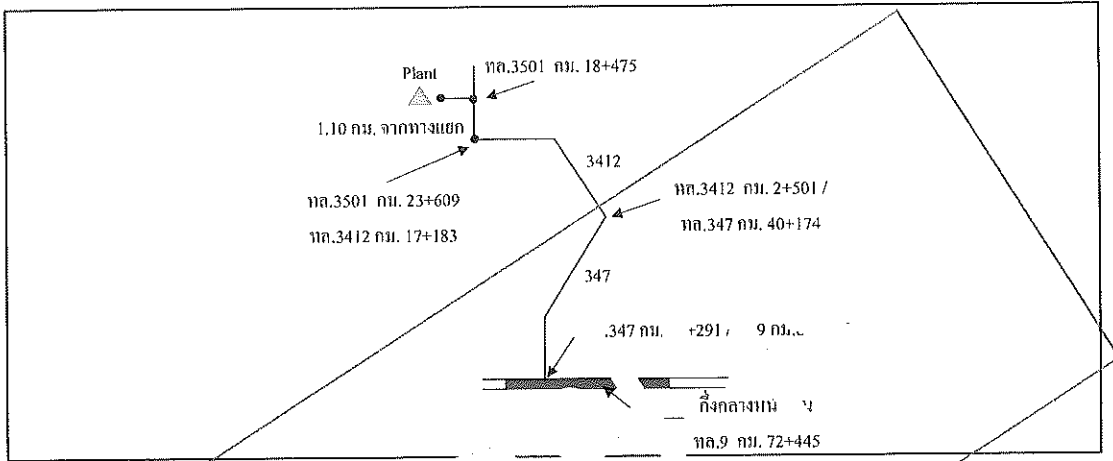 Plant
ทล.3501 กม. 18+475
1.10 กม. จากทางแยก
3412
ทล.3501 กม. 23+609
ทล.3412 กม. 17+183
ทล.3412 กม. 2+501 /
ทล.347 กม. 40+174
347
.347 กม. +291 / 9 กม.
กึ่งกลางหน
ทล.9 กม. 72+445